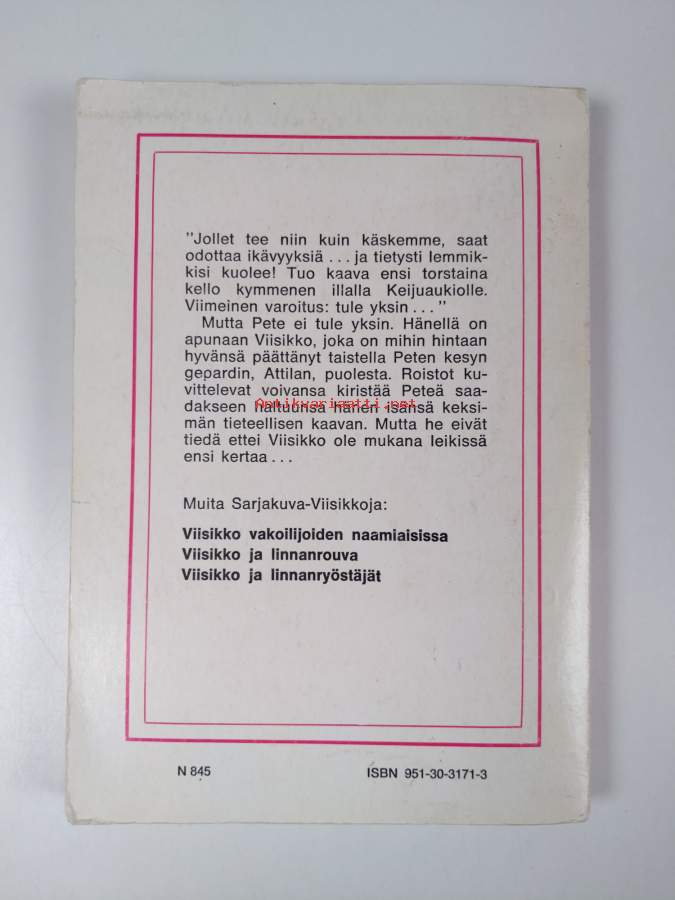 "Jollet tee niin kuin käskemme, saat
odottaa ikävyyksiä . . . ja tietysti lemmik-
kisi kuolee! Tuo kaava ensi torstaina
kello kymmenen illalla Keijuaukiolle.
Viimeinen varoitus: tule yksin . . ."
Mutta Pete ei tule yksin. Hänellä on
apunaan Viisikko, joka on mihin hintaan
hyvänsä päättänyt taistella Peten kesyn
gepardin, Attilan, puolesta. Roistot ku-
vittelevat voivansa kiristää Peteä saa-
dakseen haltuunsa hänen isänsä keksi-
Antikvariaatti.net
män tieteellisen kaavan. Mutta he eivät
tiedä ettei Viisikko ole mukana leikissä
ensi kertaa . . .
Muita Sarjakuva-Viisikkoja:
Viisikko vakoilijoiden naamiaisissa
Viisikko ja linnanrouva
Viisikko ja linnanryöstäjät
N 845
ISBN 951-30-3171-3